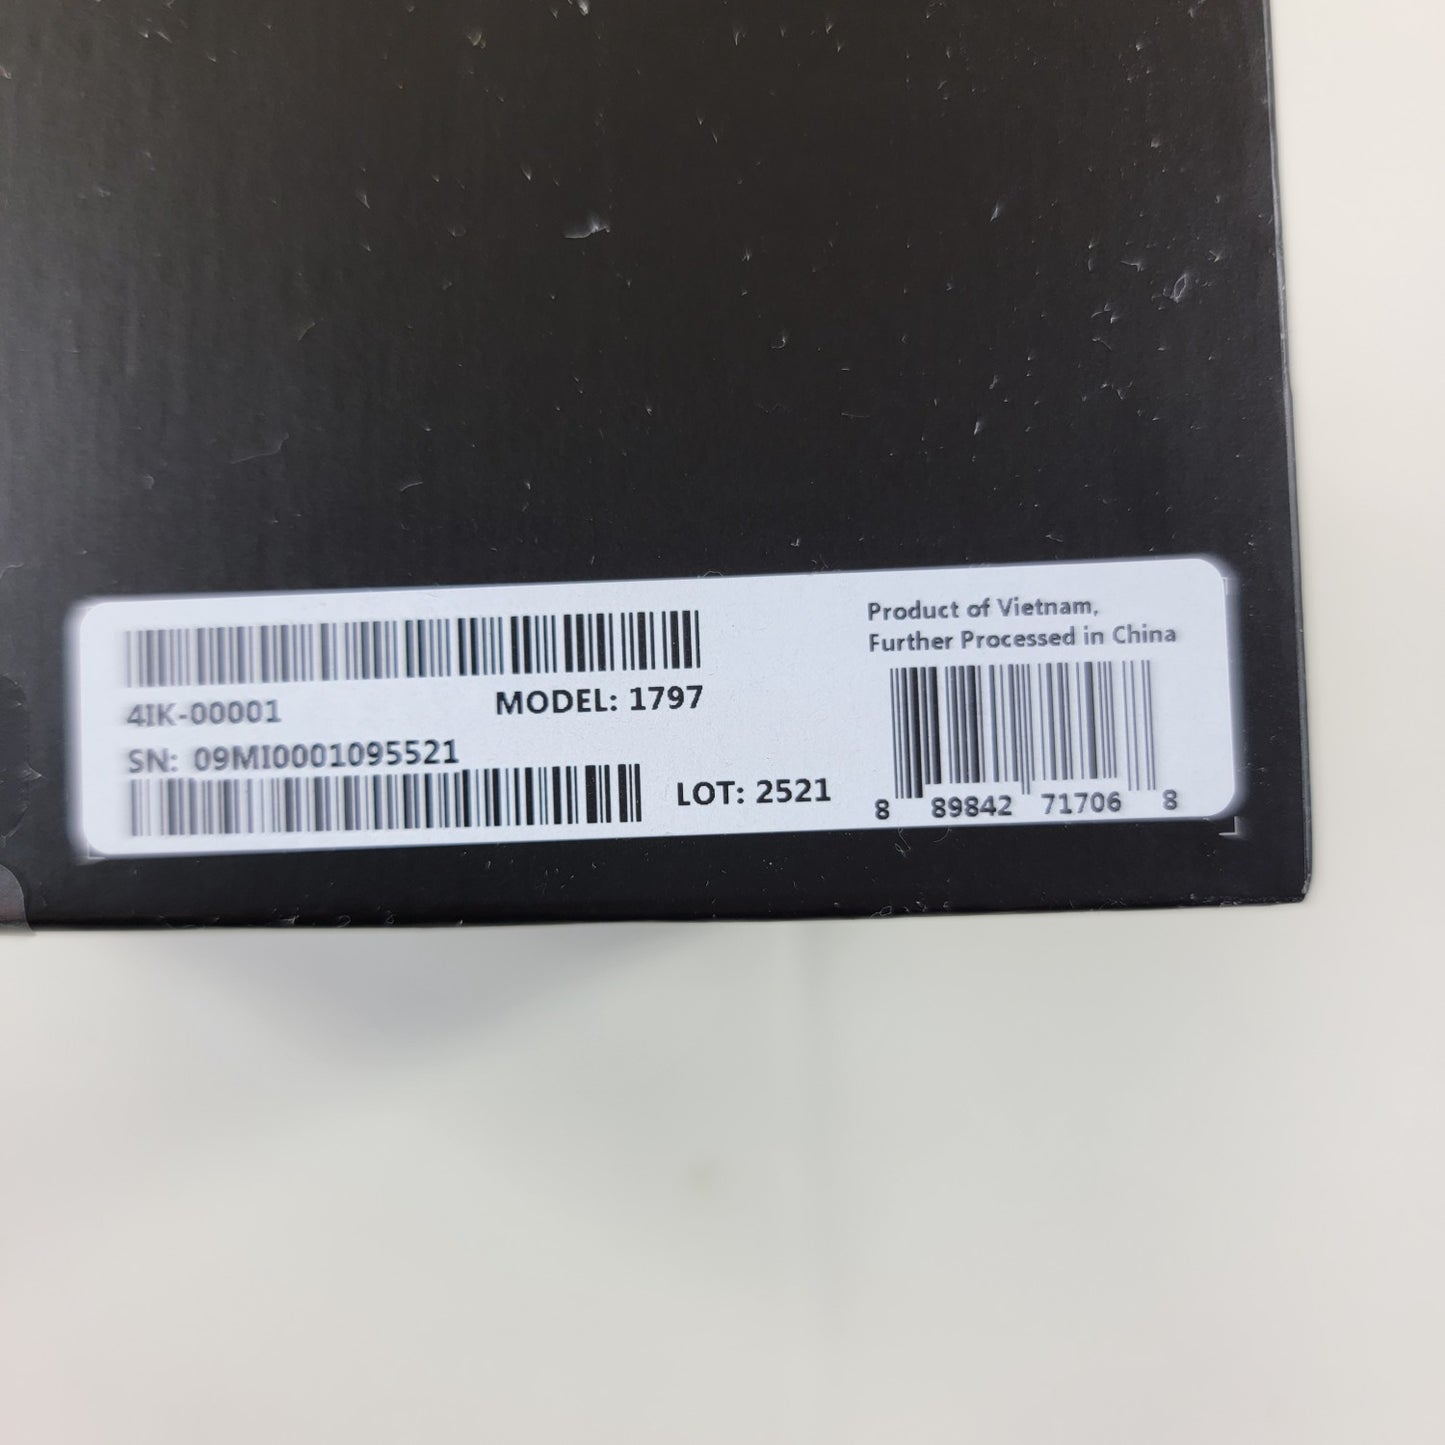 4IK-00001
MODEL: 1797
SN: 09MI0001095521
LOT: 2521
Product of Vietnam,
Further Processed in China
8 89842 71706 8